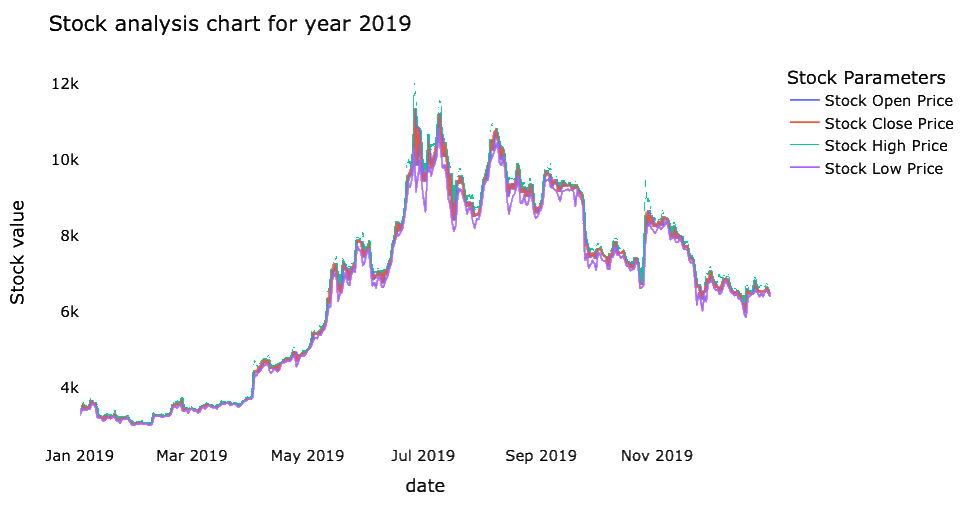 Stock analysis chart for year 2019
Stock Parameters
Stock Open Price
Stock Close Price
Stock High Price
Stock Low Price
12k
10k
8k
6k
4k
Stock value
Jan 2019 Mar 2019 May 2019 Jul 2019 Sep 2019 Nov 2019
date